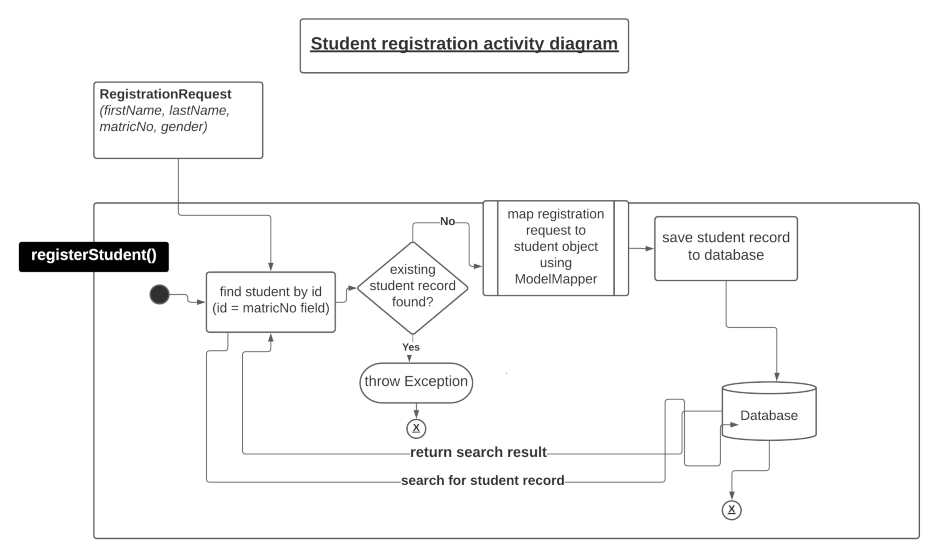 Student registration activity diagram
RegistrationRequest
(firstName, lastName,
matricNo, gender)
registerStudent()
find student by id
(id = matricNo field)
existing
student record
found?
No
map registration
request to
student object
using
ModelMapper
save student record
to database
Yes
throw Exception
X
Database
return search result
search for student record
X